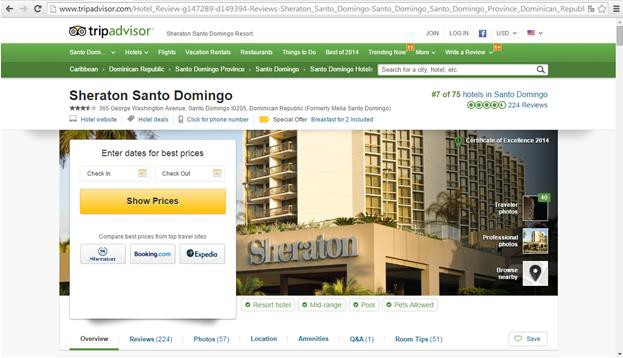 www.tripadvisor.com/Hotel_Review-g147289-d149394-Reviews-Sheraton_Santo_Domingo-Santo_Domingo_Santo_Domingo_Province_Dominican_Republi
tripadvisor Sheraton Santo Domingo Resort JOIN LOG IN USD
Santo Domi... Hotels Flights Vacation Rentals Restaurants Things to Do Best of 2014 Trending Now More Write a Review
Caribbean Dominican Republic Santo Domingo Province Santo Domingo Santo Domingo Hotels Search for a city, hotel, etc.
Sheraton Santo Domingo #7 of 75 hotels in Santo Domingo
365 George Washington Avenue, Santo Domingo 10205, Dominican Republic (Formerly Melia Santo Domingo) 224 Reviews
Hotel website Hotel deals Click for phone number Special Offer Breakfast for 2 Included
Certificate of Excellence 2014
Enter dates for best prices
Check In Check Out
Show Prices
Compare best prices from top travel sites
Sheraton Booking.com Expedia
Sheraton
40
Traveler photos
Professional photos
Browse nearby
Resort hotel Mid-range Pool Pets Allowed
Overview Reviews (224) Photos (57) Location Amenities Q&A (1) Room Tips (51) Save